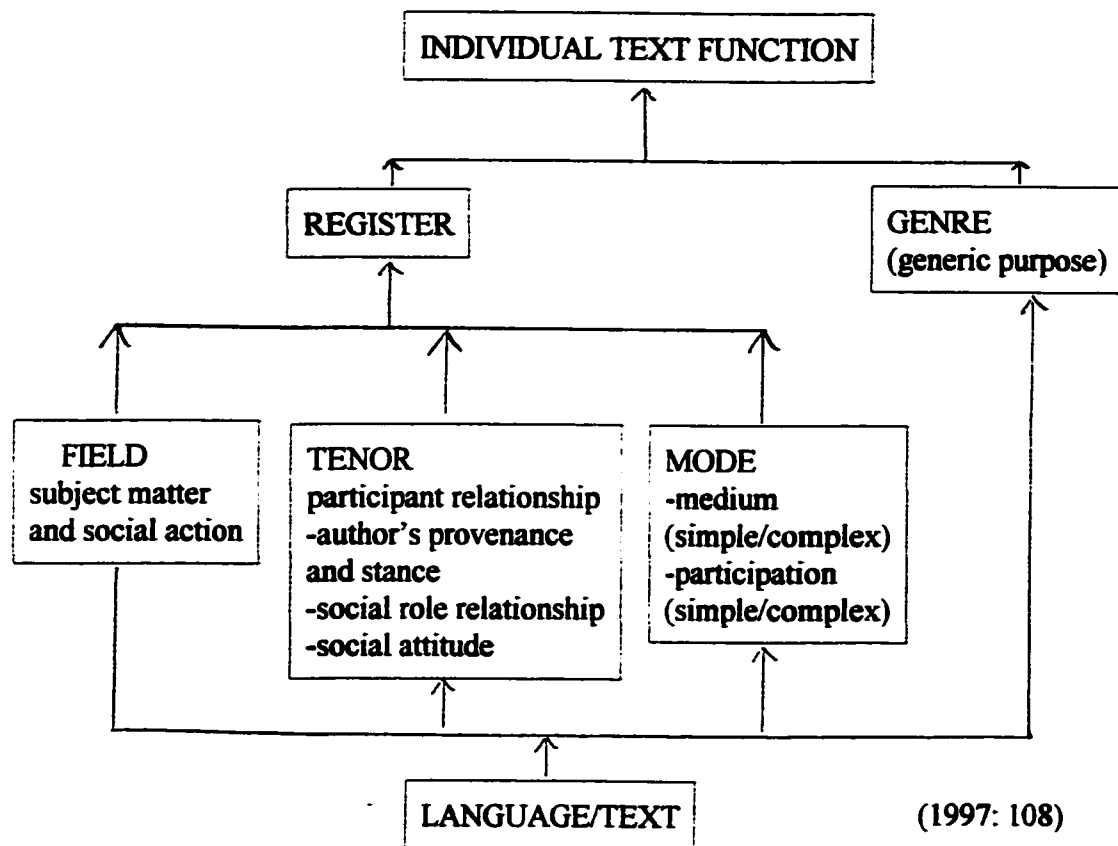 INDIVIDUAL TEXT FUNCTION
REGISTER
GENRE
(generic purpose)
FIELD
subject matter
and social action
TENOR
participant relationship
-author's provenance
and stance
-social role relationship
-social attitude
MODE
-medium
(simple/complex)
-participation
(simple/complex)
LANGUAGE/TEXT
(1997: 108)